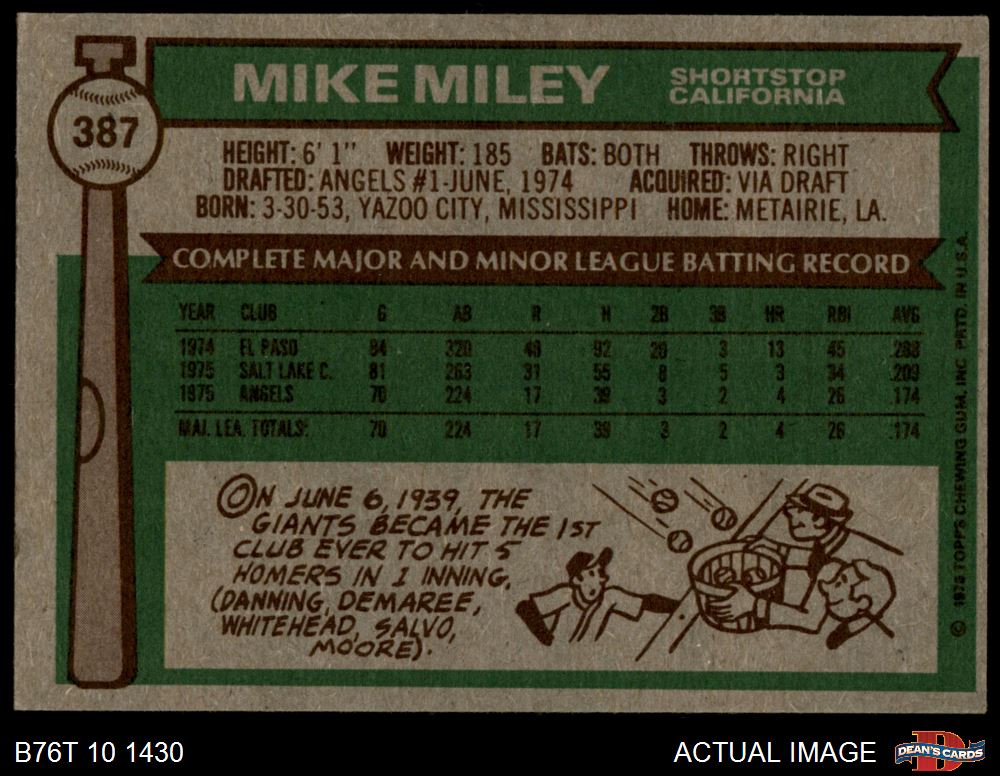 MIKE MILEY
SHORTSTOP
CALIFORNIA
387
HEIGHT: 6' 1" WEIGHT: 185 BATS: BOTH THROWS: RIGHT
DRAFTED: ANGELS #1-JUNE, 1974 ACQUIRED: VIA DRAFT
BORN: 3-30-53, YAZOO CITY, MISSISSIPPI HOME: METAIRIE, LA.
COMPLETE MAJOR AND MINOR LEAGUE BATTING RECORD
YEAR CLUB G AB R H 2B 3B HR RBI AVG
1974 EL PASO 84 320 48 92 20 3 13 45 .288
1975 SALT LAKE C. 81 263 31 55 8 5 3 34 .209
1975 ANGELS 70 224 17 39 3 2 4 26 .174
MAJ. LEA. TOTALS: 70 224 17 39 3 2 4 26 .174
ON JUNE 6, 1939, THE
GIANTS BECAME THE 1ST
CLUB EVER TO HIT 5
HOMERS IN 1 INNING.
(DANNING, DEMAREE,
WHITEHEAD, SALVO,
MOORE).
© 1976 TOPPS CHEWING GUM, INC. PRTD. IN U.S.A.
B76T 10 1430
ACTUAL IMAGE
DEAN'S CARDS